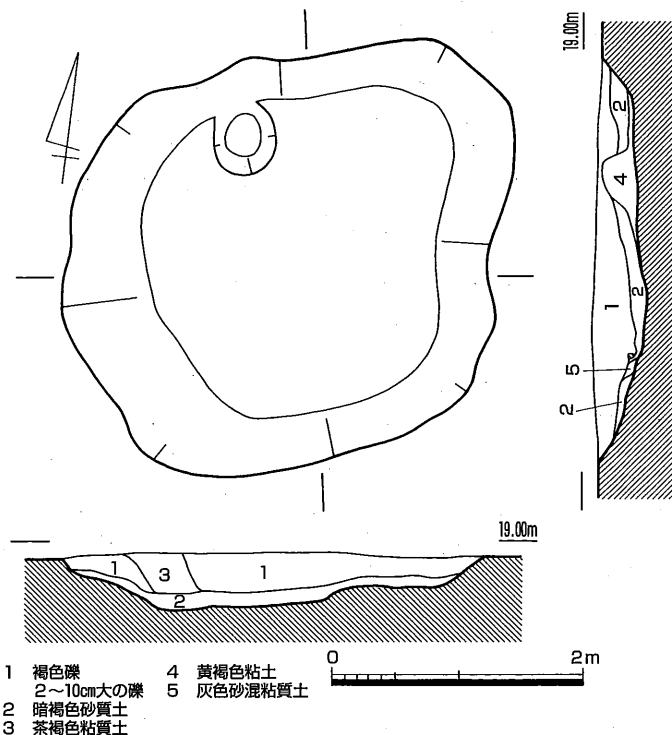 19.00m
2
4
1
2
5
2
19.00m
1
3
1
2
0 2m
1 褐色礫
2～10cm大の礫
2 暗褐色砂質土
3 茶褐色粘質土
4 黄褐色粘土
5 灰色砂混粘質土